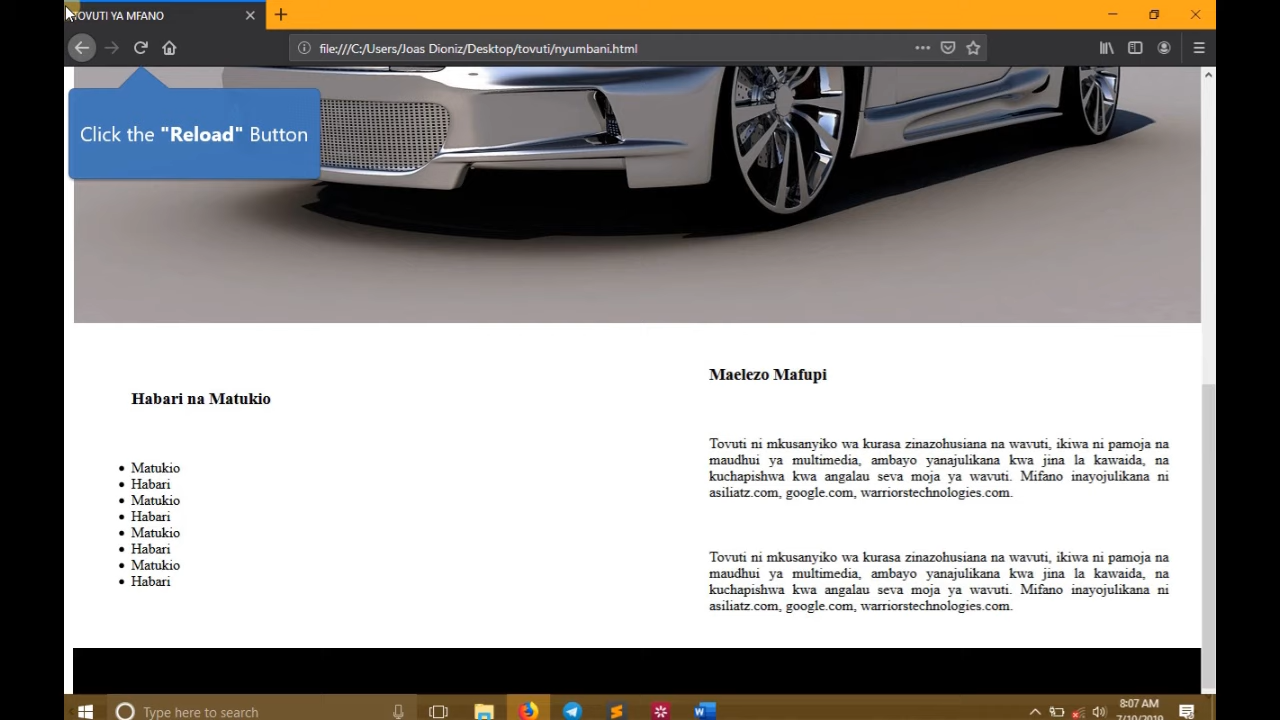 TOVUTI YA MFANO
file:///C:/Users/Joas Dioniz/Desktop/tovuti/nyumbani.html
Click the "Reload" Button
Habari na Matukio
Matukio
Habari
Matukio
Habari
Matukio
Habari
Matukio
Habari
Maelezo Mafupi
Tovuti ni mkusanyiko wa kurasa zinazohusiana na wavuti, ikiwa ni pamoja na
maudhui ya multimedia, ambayo yanajulikana kwa jina la kawaida, na
kuchapishwa kwa angalau seva moja ya wavuti. Mifano inayojulikana ni
asiliatz.com, google.com, warriorstechnologies.com.
Tovuti ni mkusanyiko wa kurasa zinazohusiana na wavuti, ikiwa ni pamoja na
maudhui ya multimedia, ambayo yanajulikana kwa jina la kawaida, na
kuchapishwa kwa angalau seva moja ya wavuti. Mifano inayojulikana ni
asiliatz.com, google.com, warriorstechnologies.com.
Type here to search
8:07 AM